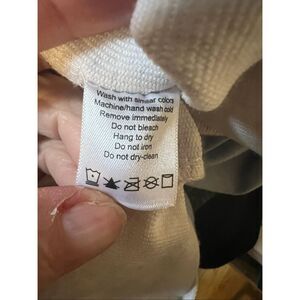 Wash with similar colors
Machine/hand wash cold
Remove immediately
Do not bleach
Hang to dry
Do not iron
Do not dry-clean